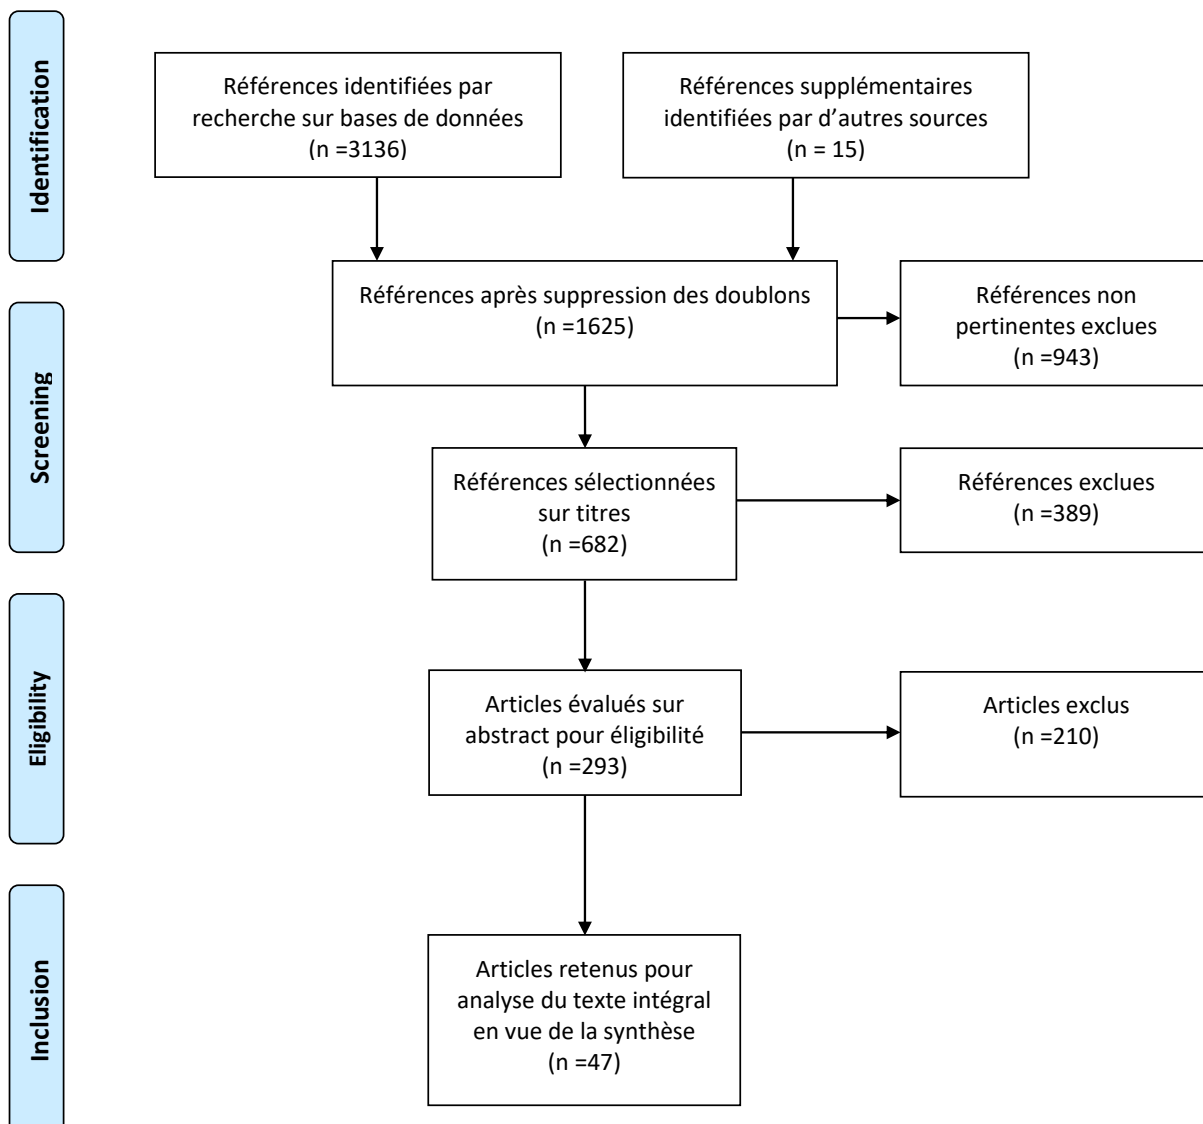 Identification
Références identifiées par
recherche sur bases de données
(n =3136)
Références supplémentaires
identifiées par d’autres sources
(n = 15)
Screening
Références après suppression des doublons
(n =1625)
Références non
pertinentes exclues
(n =943)
Références sélectionnées
sur titres
(n =682)
Références exclues
(n =389)
Eligibility
Articles évalués sur
abstract pour éligibilité
(n =293)
Articles exclus
(n =210)
Inclusion
Articles retenus pour
analyse du texte intégral
en vue de la synthèse
(n =47)